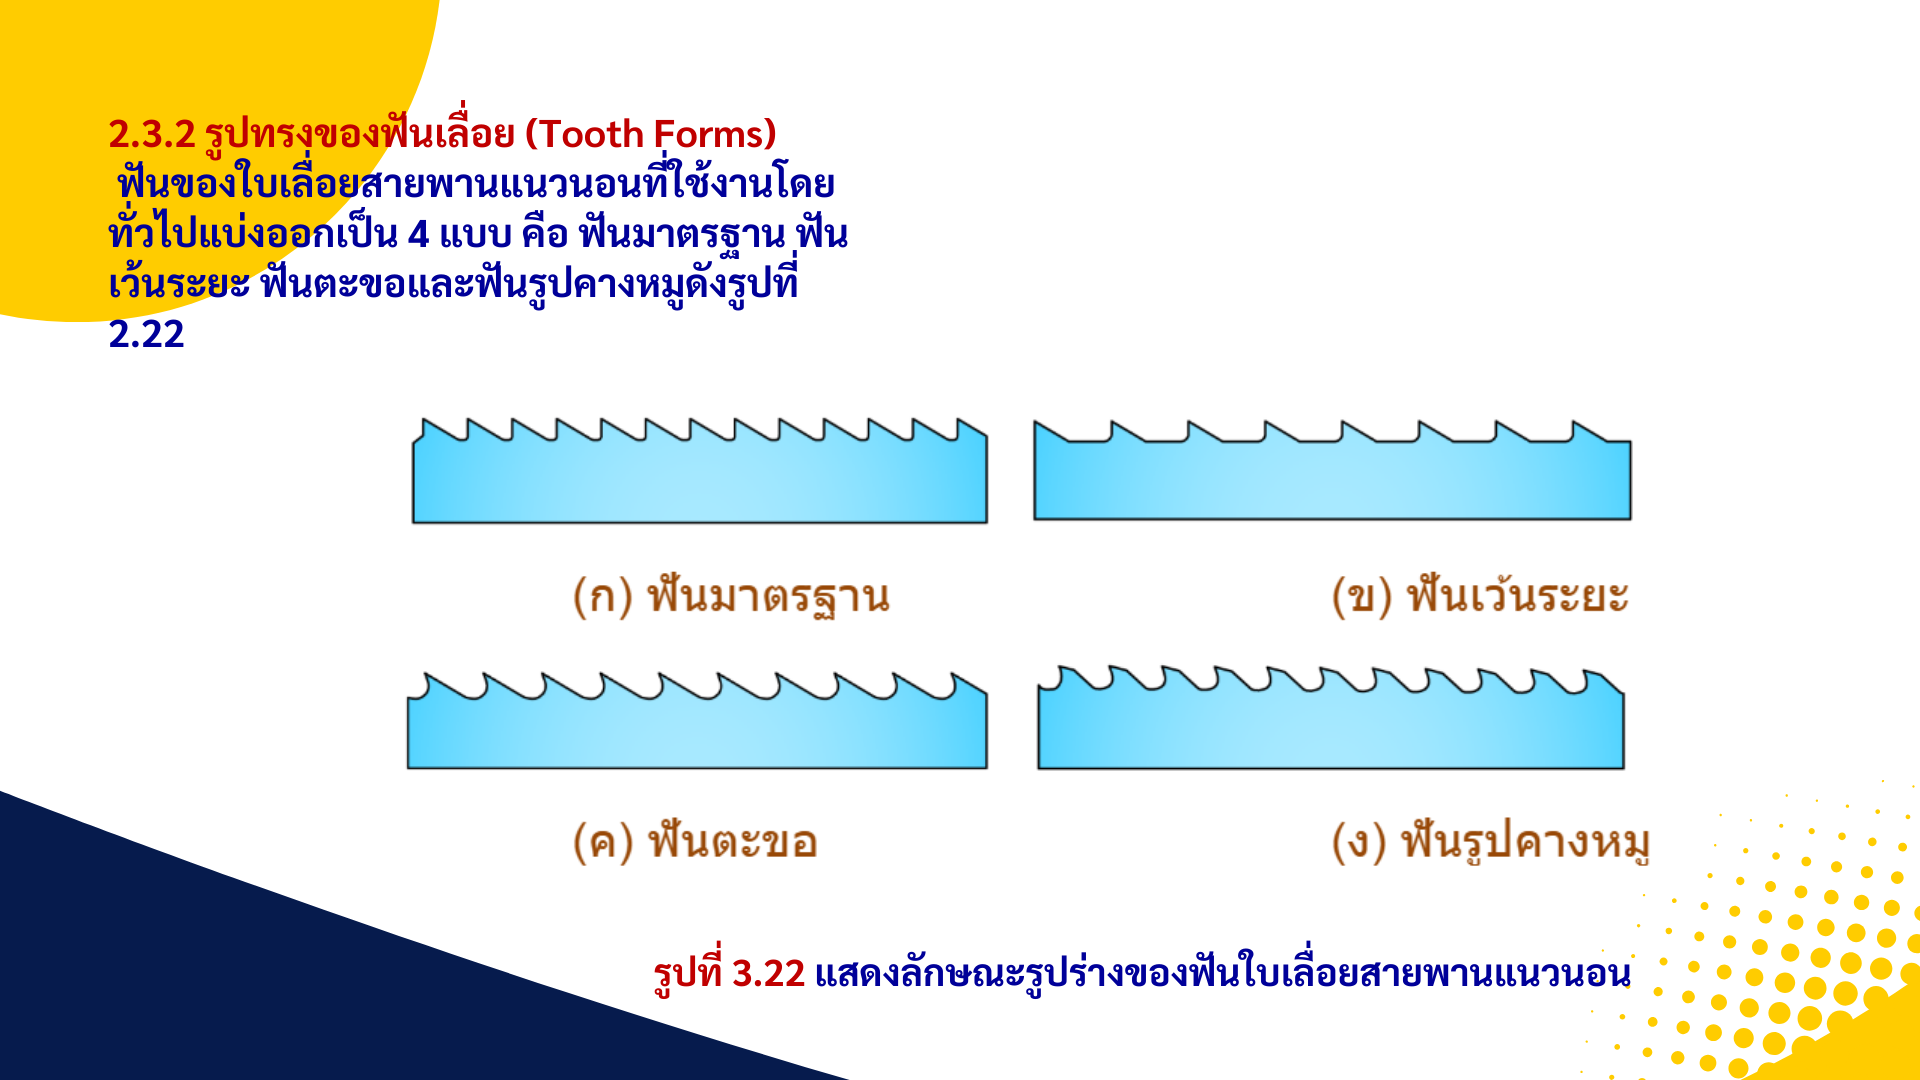 2.3.2 รูปทรงของฟันเลื่อย (Tooth Forms)
ฟันของใบเลื่อยสายพานแนวนอนที่ใช้งานโดย
ทั่วไปแบ่งออกเป็น 4 แบบ คือ ฟันมาตรฐาน ฟัน
เว้นระยะ ฟันตะขอและฟันรูปคางหมูดังรูปที่
2.22
(ก) ฟันมาตรฐาน
(ข) ฟันเว้นระยะ
(ค) ฟันตะขอ
(ง) ฟันรูปคางหมู
รูปที่ 3.22 แสดงลักษณะรูปร่างของฟันใบเลื่อยสายพานแนวนอน